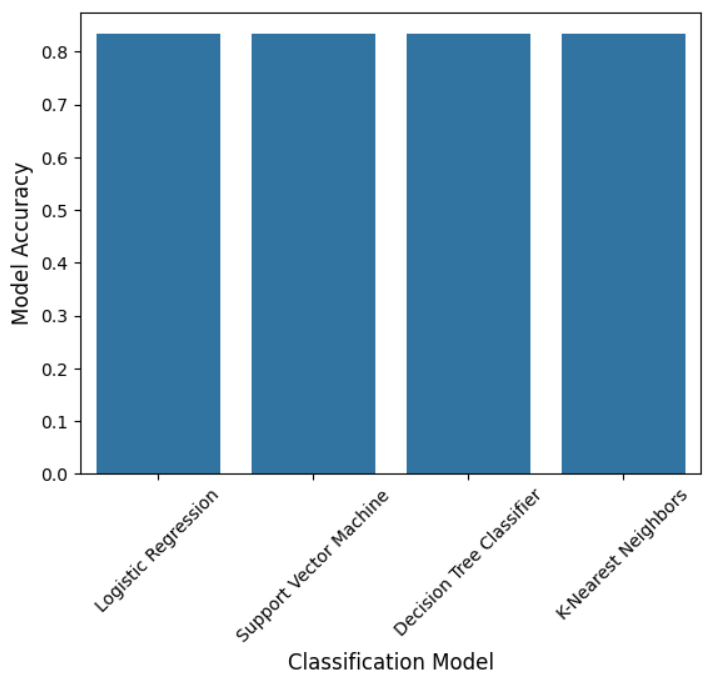 Model Accuracy
0.8
0.7
0.6
0.5
0.4
0.3
0.2
0.1
0.0
Logistic Regression
Support Vector Machine
Decision Tree Classifier
K-Nearest Neighbors
Classification Model